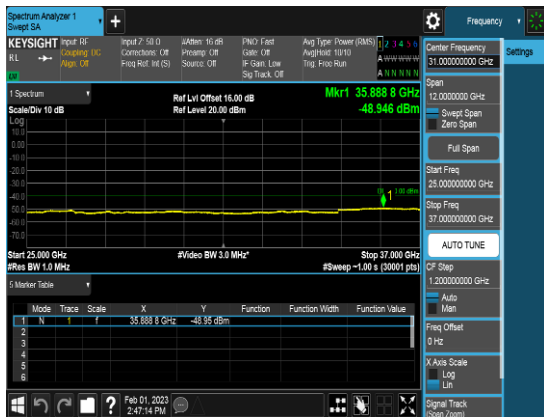 Spectrum Analyzer 1
Swept SA
+
Frequency
KEYSIGHT
Input: RF
Coupling: DC
Align: Off
Input Z: 50 Ω
Corrections: Off
Freq Ref: Int (S)
#Atten: 16 dB
Preamp: Off
Source: Off
PNO: Fast
Gate: Off
IF Gain: Low
Sig Track: Off
Avg Type: Power (RMS)
Avg|Hold: 10/10
Trig: Free Run
1 2 3 4 5 6
A W W W W W
A N N N N N
RL
LXI
1 Spectrum
Scale/Div 10 dB
Log
Ref Lvl Offset 16.00 dB
Ref Level 20.00 dBm
Mkr1 35.888 8 GHz
-48.946 dBm
10.0
0.00
-10.0
-20.0
-30.0
-40.0
-50.0
-60.0
-70.0
1
Start 25.000 GHz
#Res BW 1.0 MHz
#Video BW 3.0 MHz*
Stop 37.000 GHz
#Sweep ~1.00 s (30001 pts)
5 Marker Table
Mode Trace Scale X Y Function Function Width Function Value
1 N 1 f 35.888 8 GHz -48.95 dBm
2
3
4
5
6
Feb 01, 2023
2:47:14 PM
Center Frequency
31.000000000 GHz
Settings
Span
12.0000000 GHz
Swept Span
Zero Span
Full Span
Start Freq
25.000000000 GHz
Stop Freq
37.000000000 GHz
AUTO TUNE
CF Step
1.200000000 GHz
Auto
Man
Freq Offset
0 Hz
X Axis Scale
Log
Lin
Signal Track
(Span Zoom)